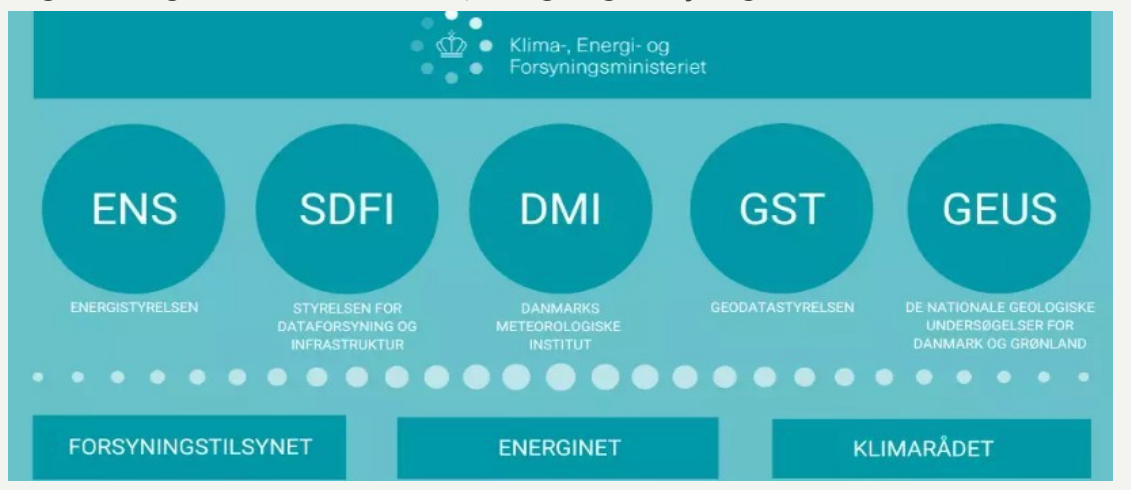 Klima-, Energi- og
Forsyningsministeriet
ENS
SDFI
DMI
GST
GEUS
ENERGISTYRELSEN
STYRELSEN FOR
DATAFORSYNING OG
INFRASTRUKTUR
DANMARKS
METEOROLOGISKE
INSTITUT
GEODATASTYRELSEN
DE NATIONALE GEOLOGISKE
UNDERSØGELSER FOR
DANMARK OG GRØNLAND
FORSYNINGSTILSYNET
ENERGINET
KLIMARÅDET